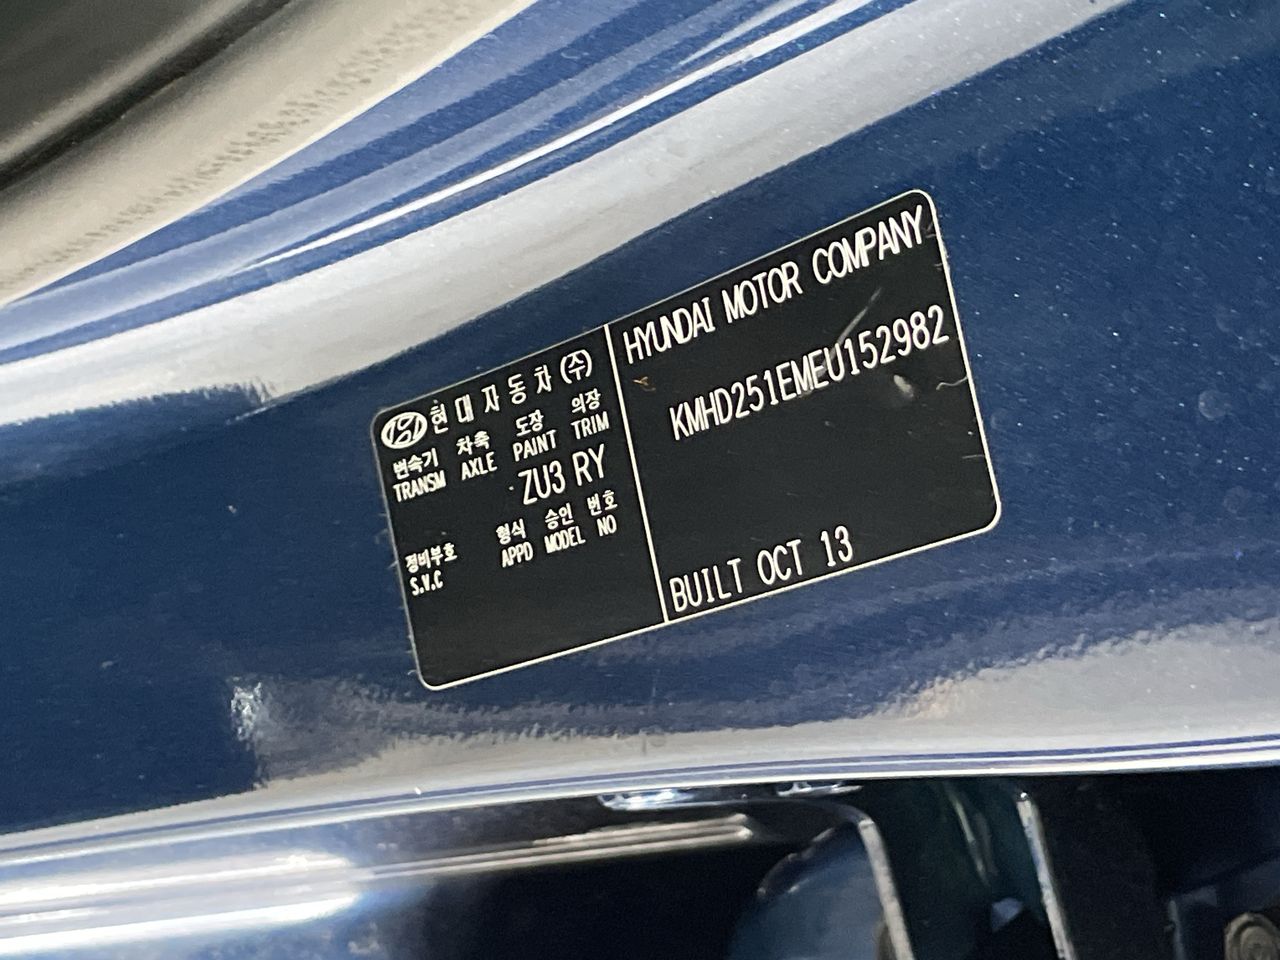 현대자동차(주)
변속기 차축 도장 의장
TRANSM AXLE PAINT TRIM
ZU3 RY
형식 승인 번호
정비부호 APPD MODEL NO
S.V.C
HYUNDAI MOTOR COMPANY
KMHD251EMEU152982
BUILT OCT 13